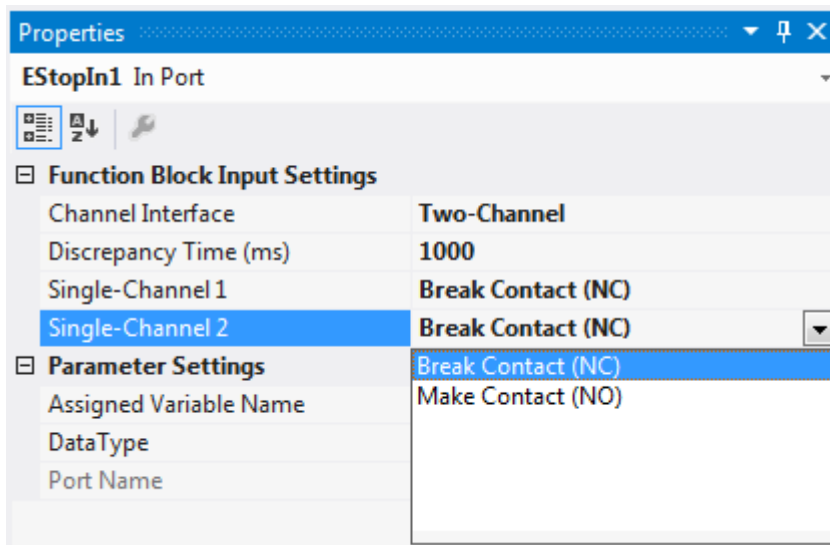 Properties
EStopIn1 In Port
Function Block Input Settings
Channel Interface Two-Channel
Discrepancy Time (ms) 1000
Single-Channel 1 Break Contact (NC)
Single-Channel 2 Break Contact (NC)
Parameter Settings Break Contact (NC)
Assigned Variable Name Make Contact (NO)
DataType
Port Name